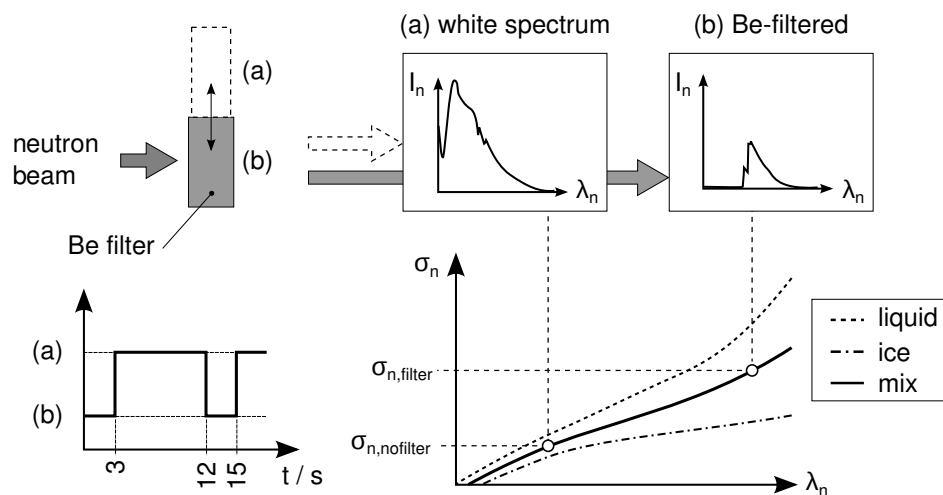 (a) white spectrum
(b) Be-filtered
(a)
(b)
neutron
beam
Be filter
I_n
λ_n
I_n
λ_n
σ_n
σ_n,filter
σ_n,nofilter
λ_n
liquid
ice
mix
(a)
(b)
3
12
15
t / s